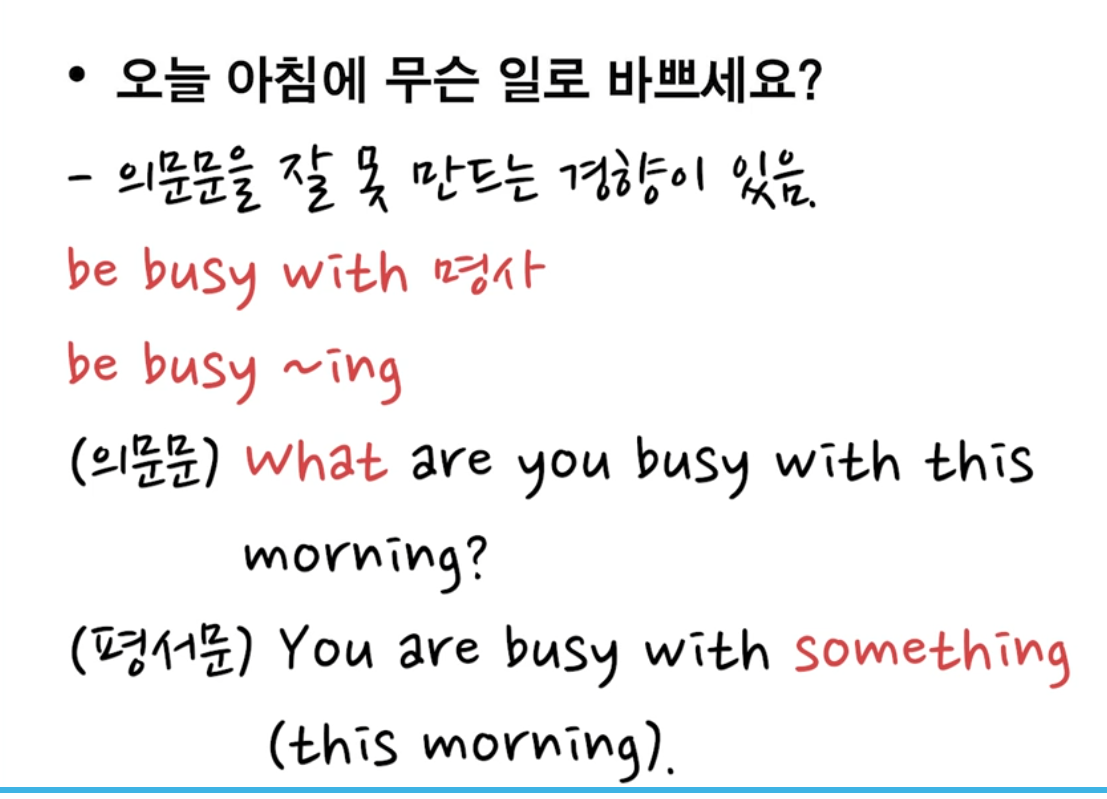 • 오늘 아침에 무슨 일로 바쁘세요?
- 의문문을 잘 못 만드는 경향이 있음.
be busy with 명사
be busy ~ing
(의문문) What are you busy with this
morning?
(평서문) You are busy with something
(this morning).